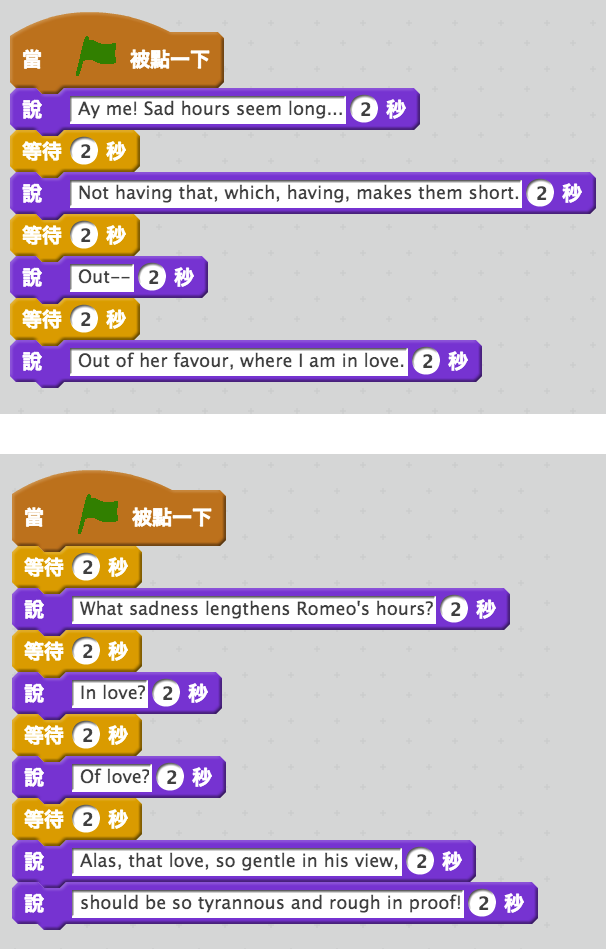 當 被點一下
說 Ay me! Sad hours seem long... 2 秒
等待 2 秒
說 Not having that, which, having, makes them short. 2 秒
等待 2 秒
說 Out-- 2 秒
等待 2 秒
說 Out of her favour, where I am in love. 2 秒
當 被點一下
等待 2 秒
說 What sadness lengthens Romeo's hours? 2 秒
等待 2 秒
說 In love? 2 秒
等待 2 秒
說 Of love? 2 秒
等待 2 秒
說 Alas, that love, so gentle in his view, 2 秒
說 should be so tyrannous and rough in proof! 2 秒